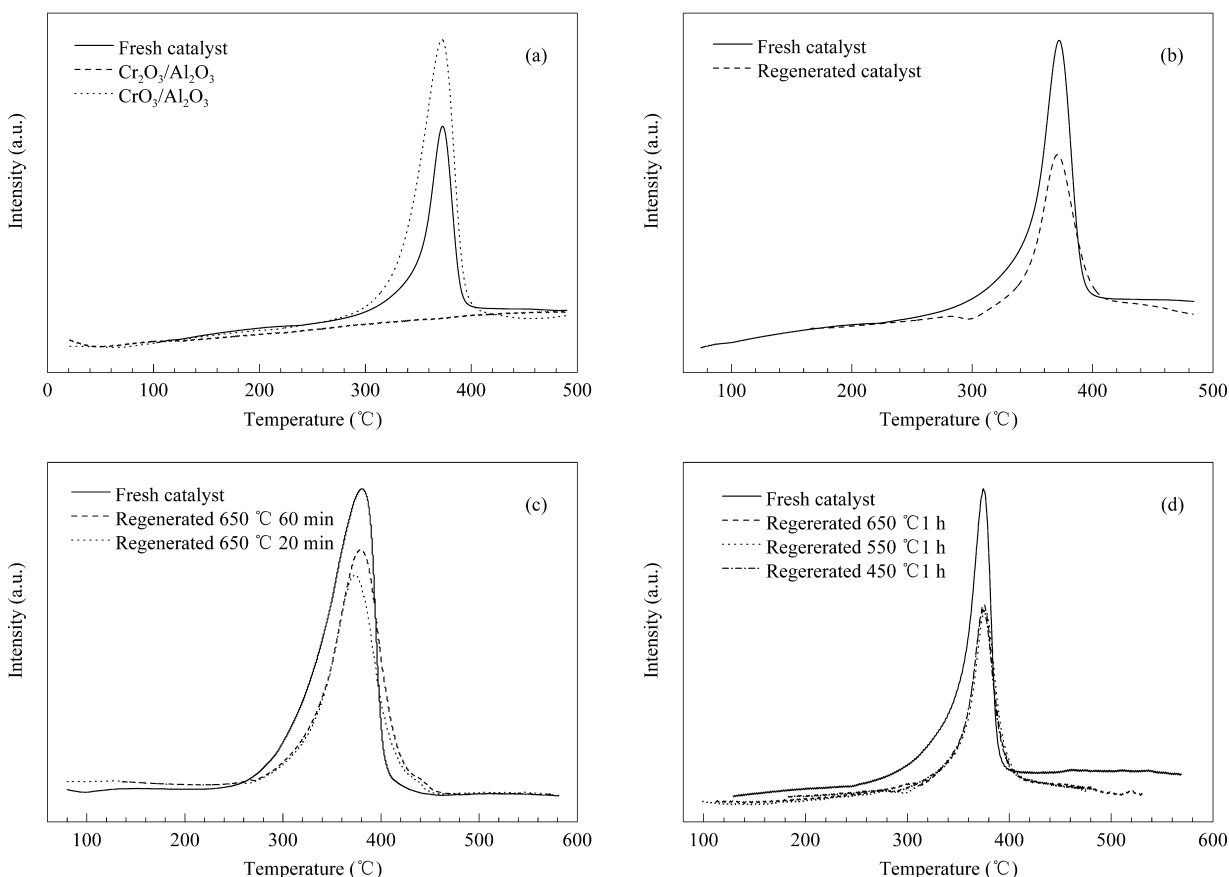 Fresh catalyst
Cr₂O₃/Al₂O₃
CrO₃/Al₂O₃
(a)
Intensity (a.u.)
0 100 200 300 400 500
Temperature (℃)
Fresh catalyst
Regenerated catalyst
(b)
Intensity (a.u.)
100 200 300 400 500
Temperature (℃)
Fresh catalyst
Regenerated 650 ℃ 60 min
Regenerated 650 ℃ 20 min
(c)
Intensity (a.u.)
100 200 300 400 500 600
Temperature (℃)
Fresh catalyst
Regererated 650 ℃1 h
Regererated 550 ℃1 h
Regererated 450 ℃1 h
(d)
Intensity (a.u.)
100 200 300 400 500 600
Temperature (℃)